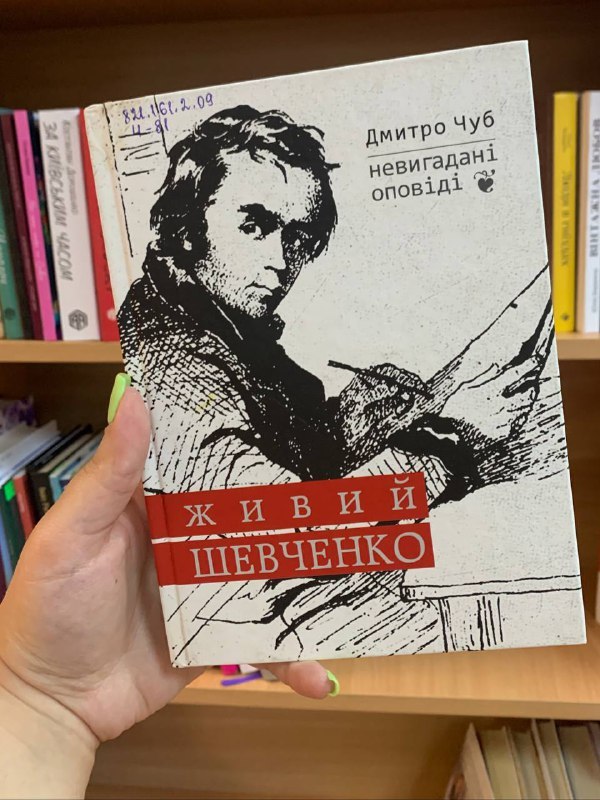 821.161.2.09
Ч-81
Дмитро Чуб
невигадані
оповіді
ЖИВИЙ
ШЕВЧЕНКО
ЗА КИЇВСЬКИМ ЧАСОМ